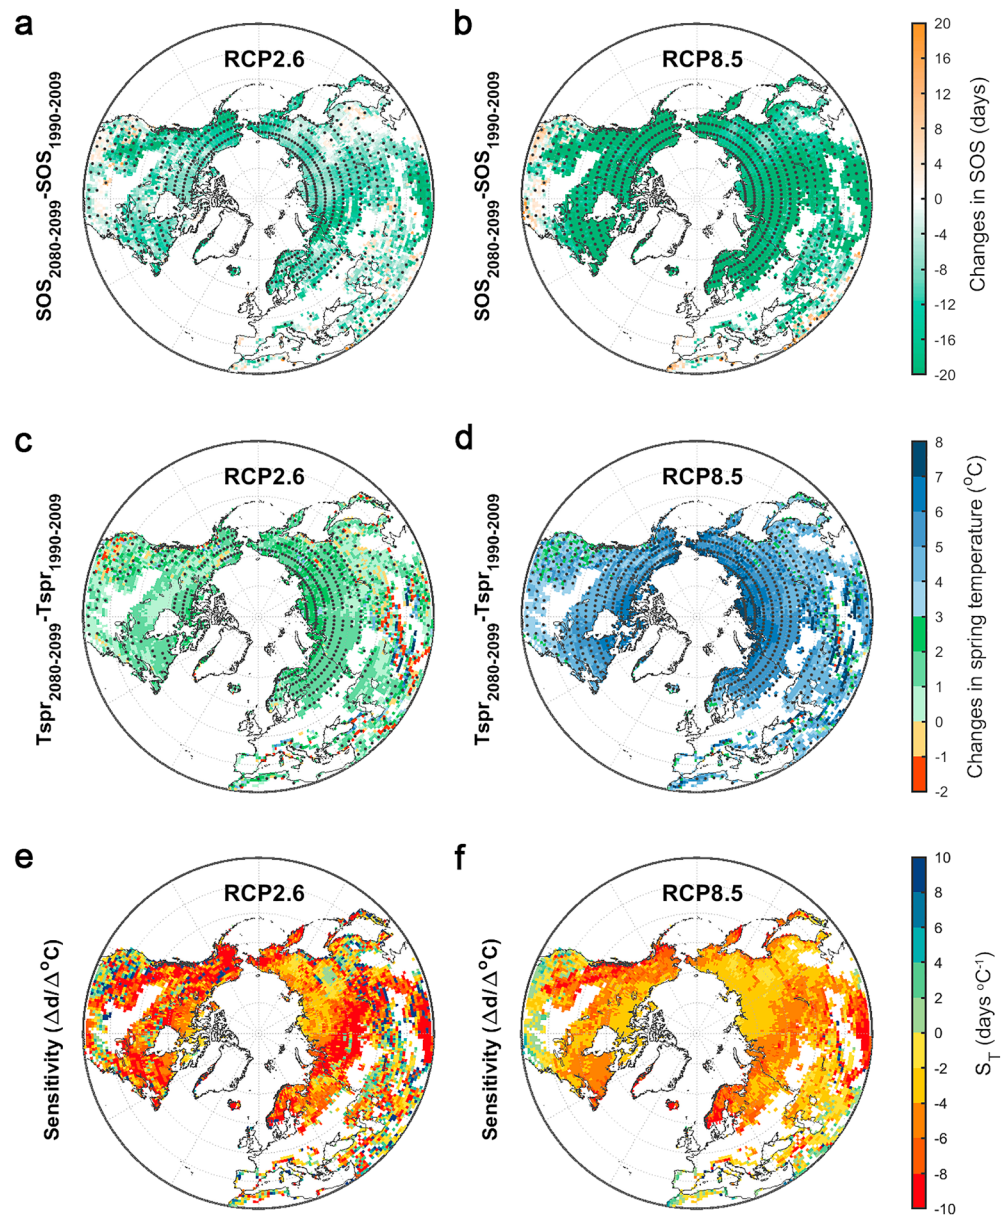 a
b
RCP2.6
RCP8.5
SOS2080-2099-SOS1990-2009
SOS2080-2099-SOS1990-2009
20
16
12
8
4
0
-4
-8
-12
-16
-20
Changes in SOS (days)
c
d
RCP2.6
RCP8.5
Tspr2080-2099-Tspr1990-2009
Tspr2080-2099-Tspr1990-2009
8
7
6
5
4
3
2
1
0
-1
-2
Changes in spring temperature (°C)
e
f
RCP2.6
RCP8.5
Sensitivity (Δd/Δ°C)
Sensitivity (Δd/Δ°C)
10
8
6
4
2
0
-2
-4
-6
-8
-10
ST (days °C⁻¹)